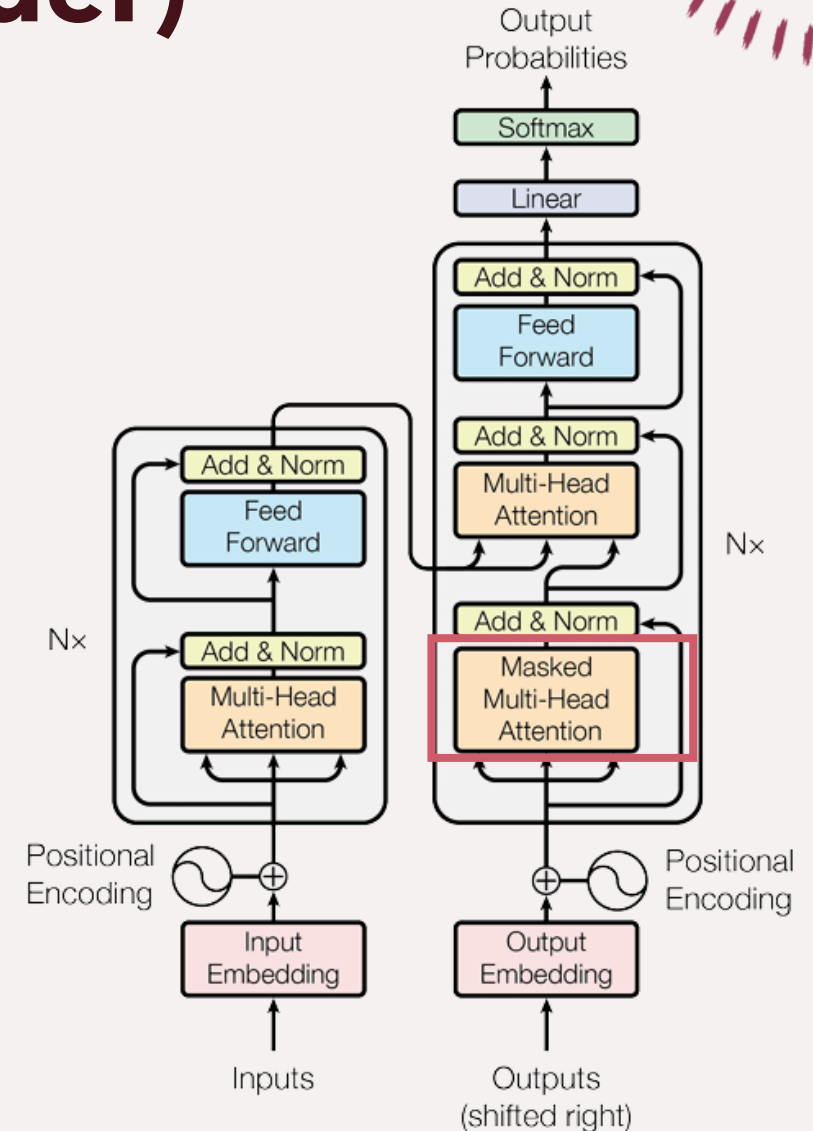 Output
Probabilities
Softmax
Linear
Add & Norm
Feed
Forward
Add & Norm
Multi-Head
Attention
Nx
Add & Norm
Masked
Multi-Head
Attention
Positional
Encoding
Output
Embedding
Outputs
(shifted right)
Add & Norm
Feed
Forward
Nx
Add & Norm
Multi-Head
Attention
Positional
Encoding
Input
Embedding
Inputs